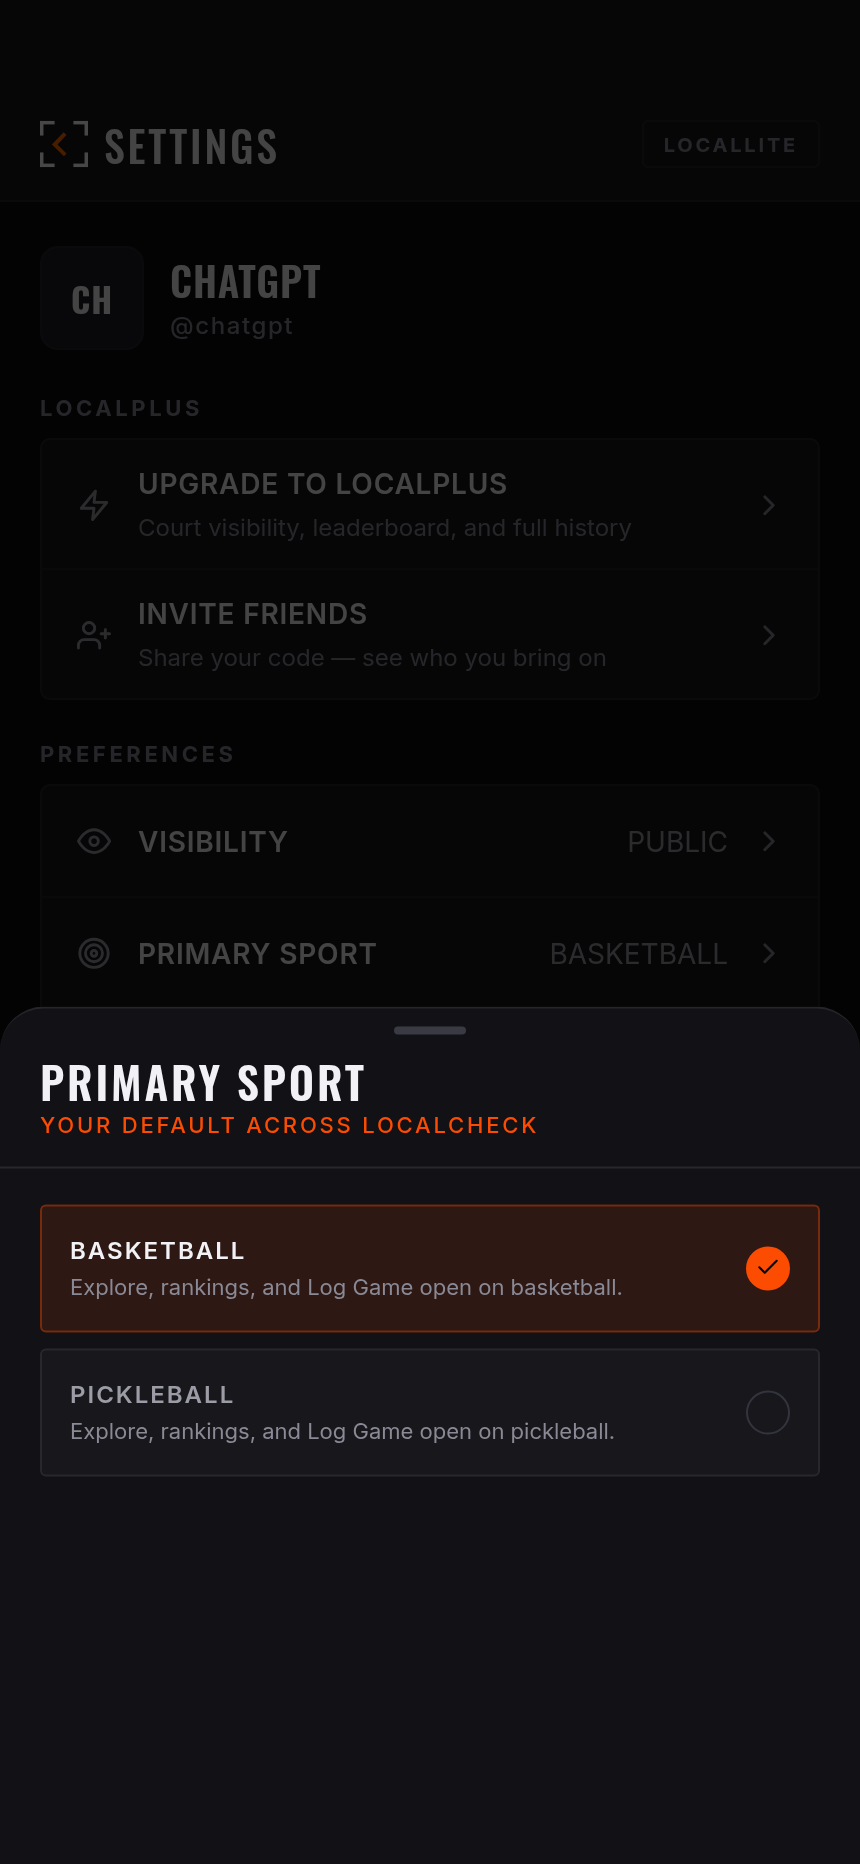 SETTINGS
LOCALLITE
CH
CHATGPT
@chatgpt
LOCALPLUS
UPGRADE TO LOCALPLUS
Court visibility, leaderboard, and full history
INVITE FRIENDS
Share your code — see who you bring on
PREFERENCES
VISIBILITY
PUBLIC
PRIMARY SPORT
BASKETBALL
PRIMARY SPORT
YOUR DEFAULT ACROSS LOCALCHECK
BASKETBALL
Explore, rankings, and Log Game open on basketball.
PICKLEBALL
Explore, rankings, and Log Game open on pickleball.